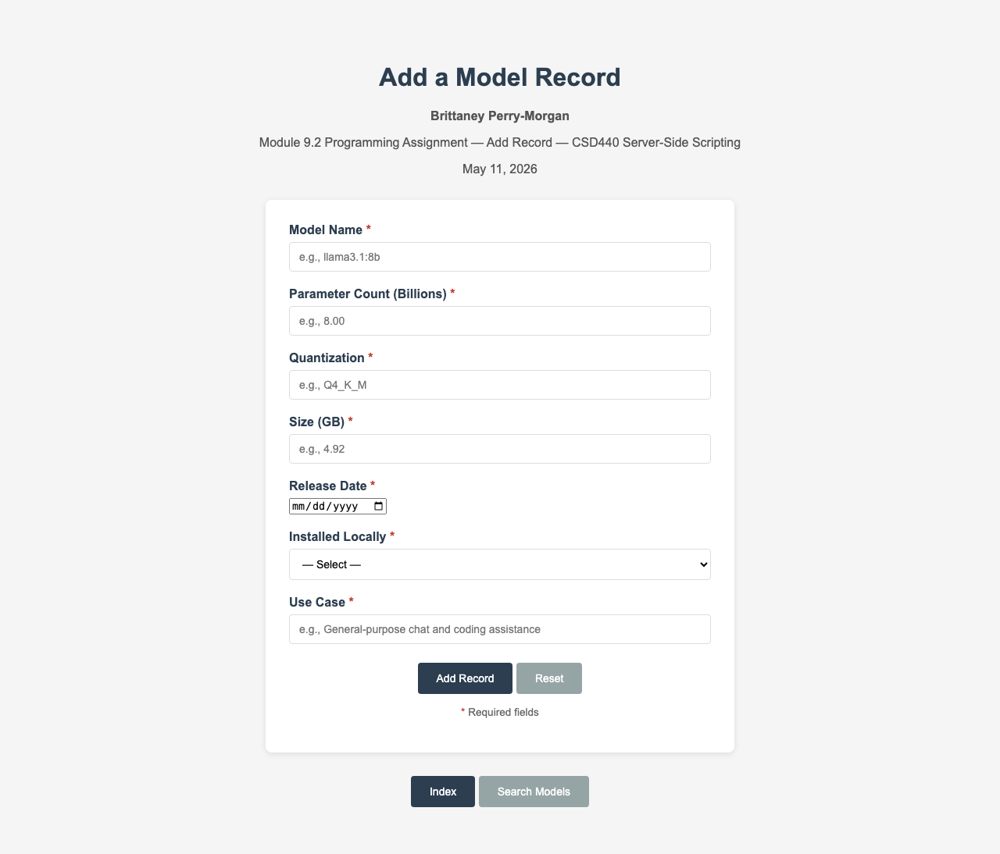 Add a Model Record
Brittaney Perry-Morgan
Module 9.2 Programming Assignment — Add Record — CSD440 Server-Side Scripting
May 11, 2026
Model Name *
e.g., llama3.1:8b
Parameter Count (Billions) *
e.g., 8.00
Quantization *
e.g., Q4_K_M
Size (GB) *
e.g., 4.92
Release Date *
mm/dd/yyyy
Installed Locally *
— Select —
Use Case *
e.g., General-purpose chat and coding assistance
Add Record Reset
* Required fields
Index Search Models